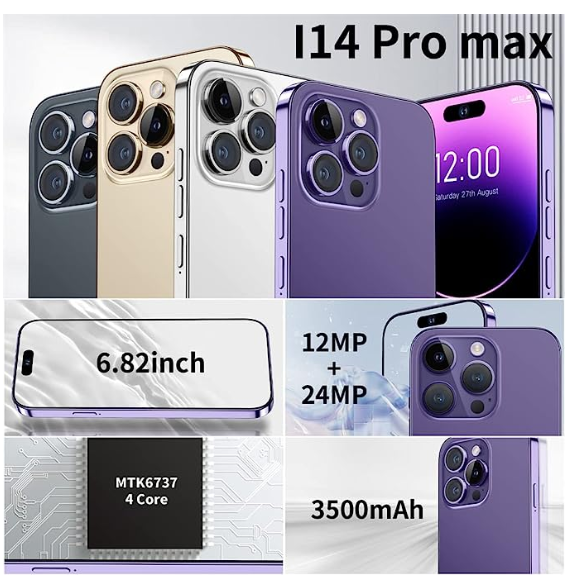 I14 Pro max
12:00
Saturday 27th August
6.82inch
12MP
+
24MP
MTK6737
4 Core
3500mAh